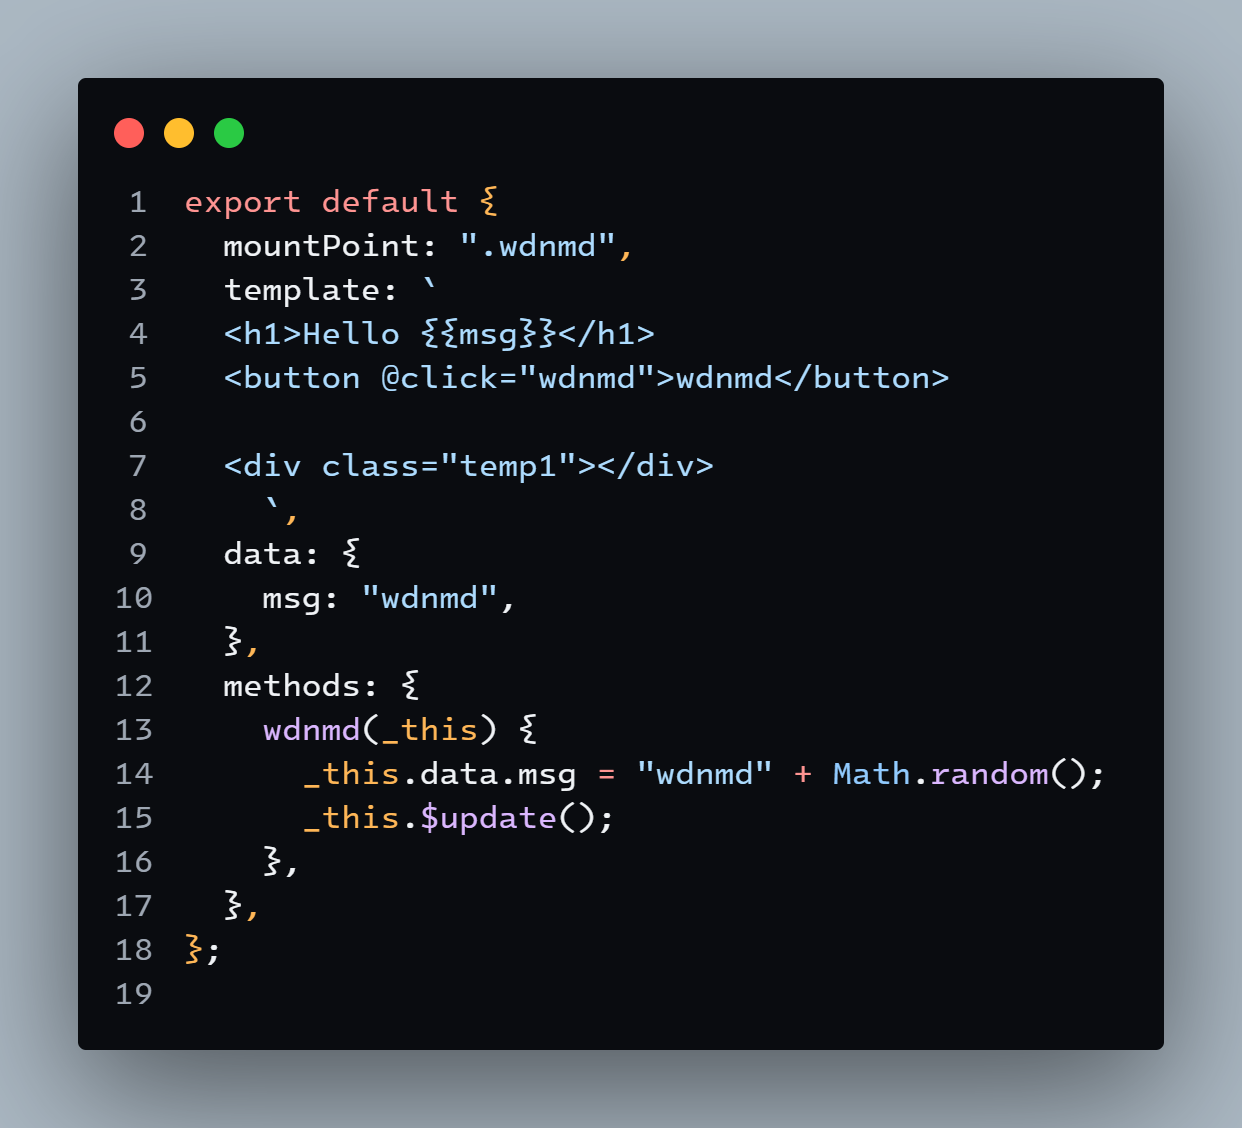 1 export default {
2   mountPoint: ".wdnmd",
3   template: `
4   <h1>Hello {{msg}}</h1>
5   <button @click="wdnmd">wdnmd</button>
6
7   <div class="temp1"></div>
8     `,
9   data: {
10     msg: "wdnmd",
11   },
12   methods: {
13     wdnmd(_this) {
14       _this.data.msg = "wdnmd" + Math.random();
15       _this.$update();
16     },
17   },
18 };
19